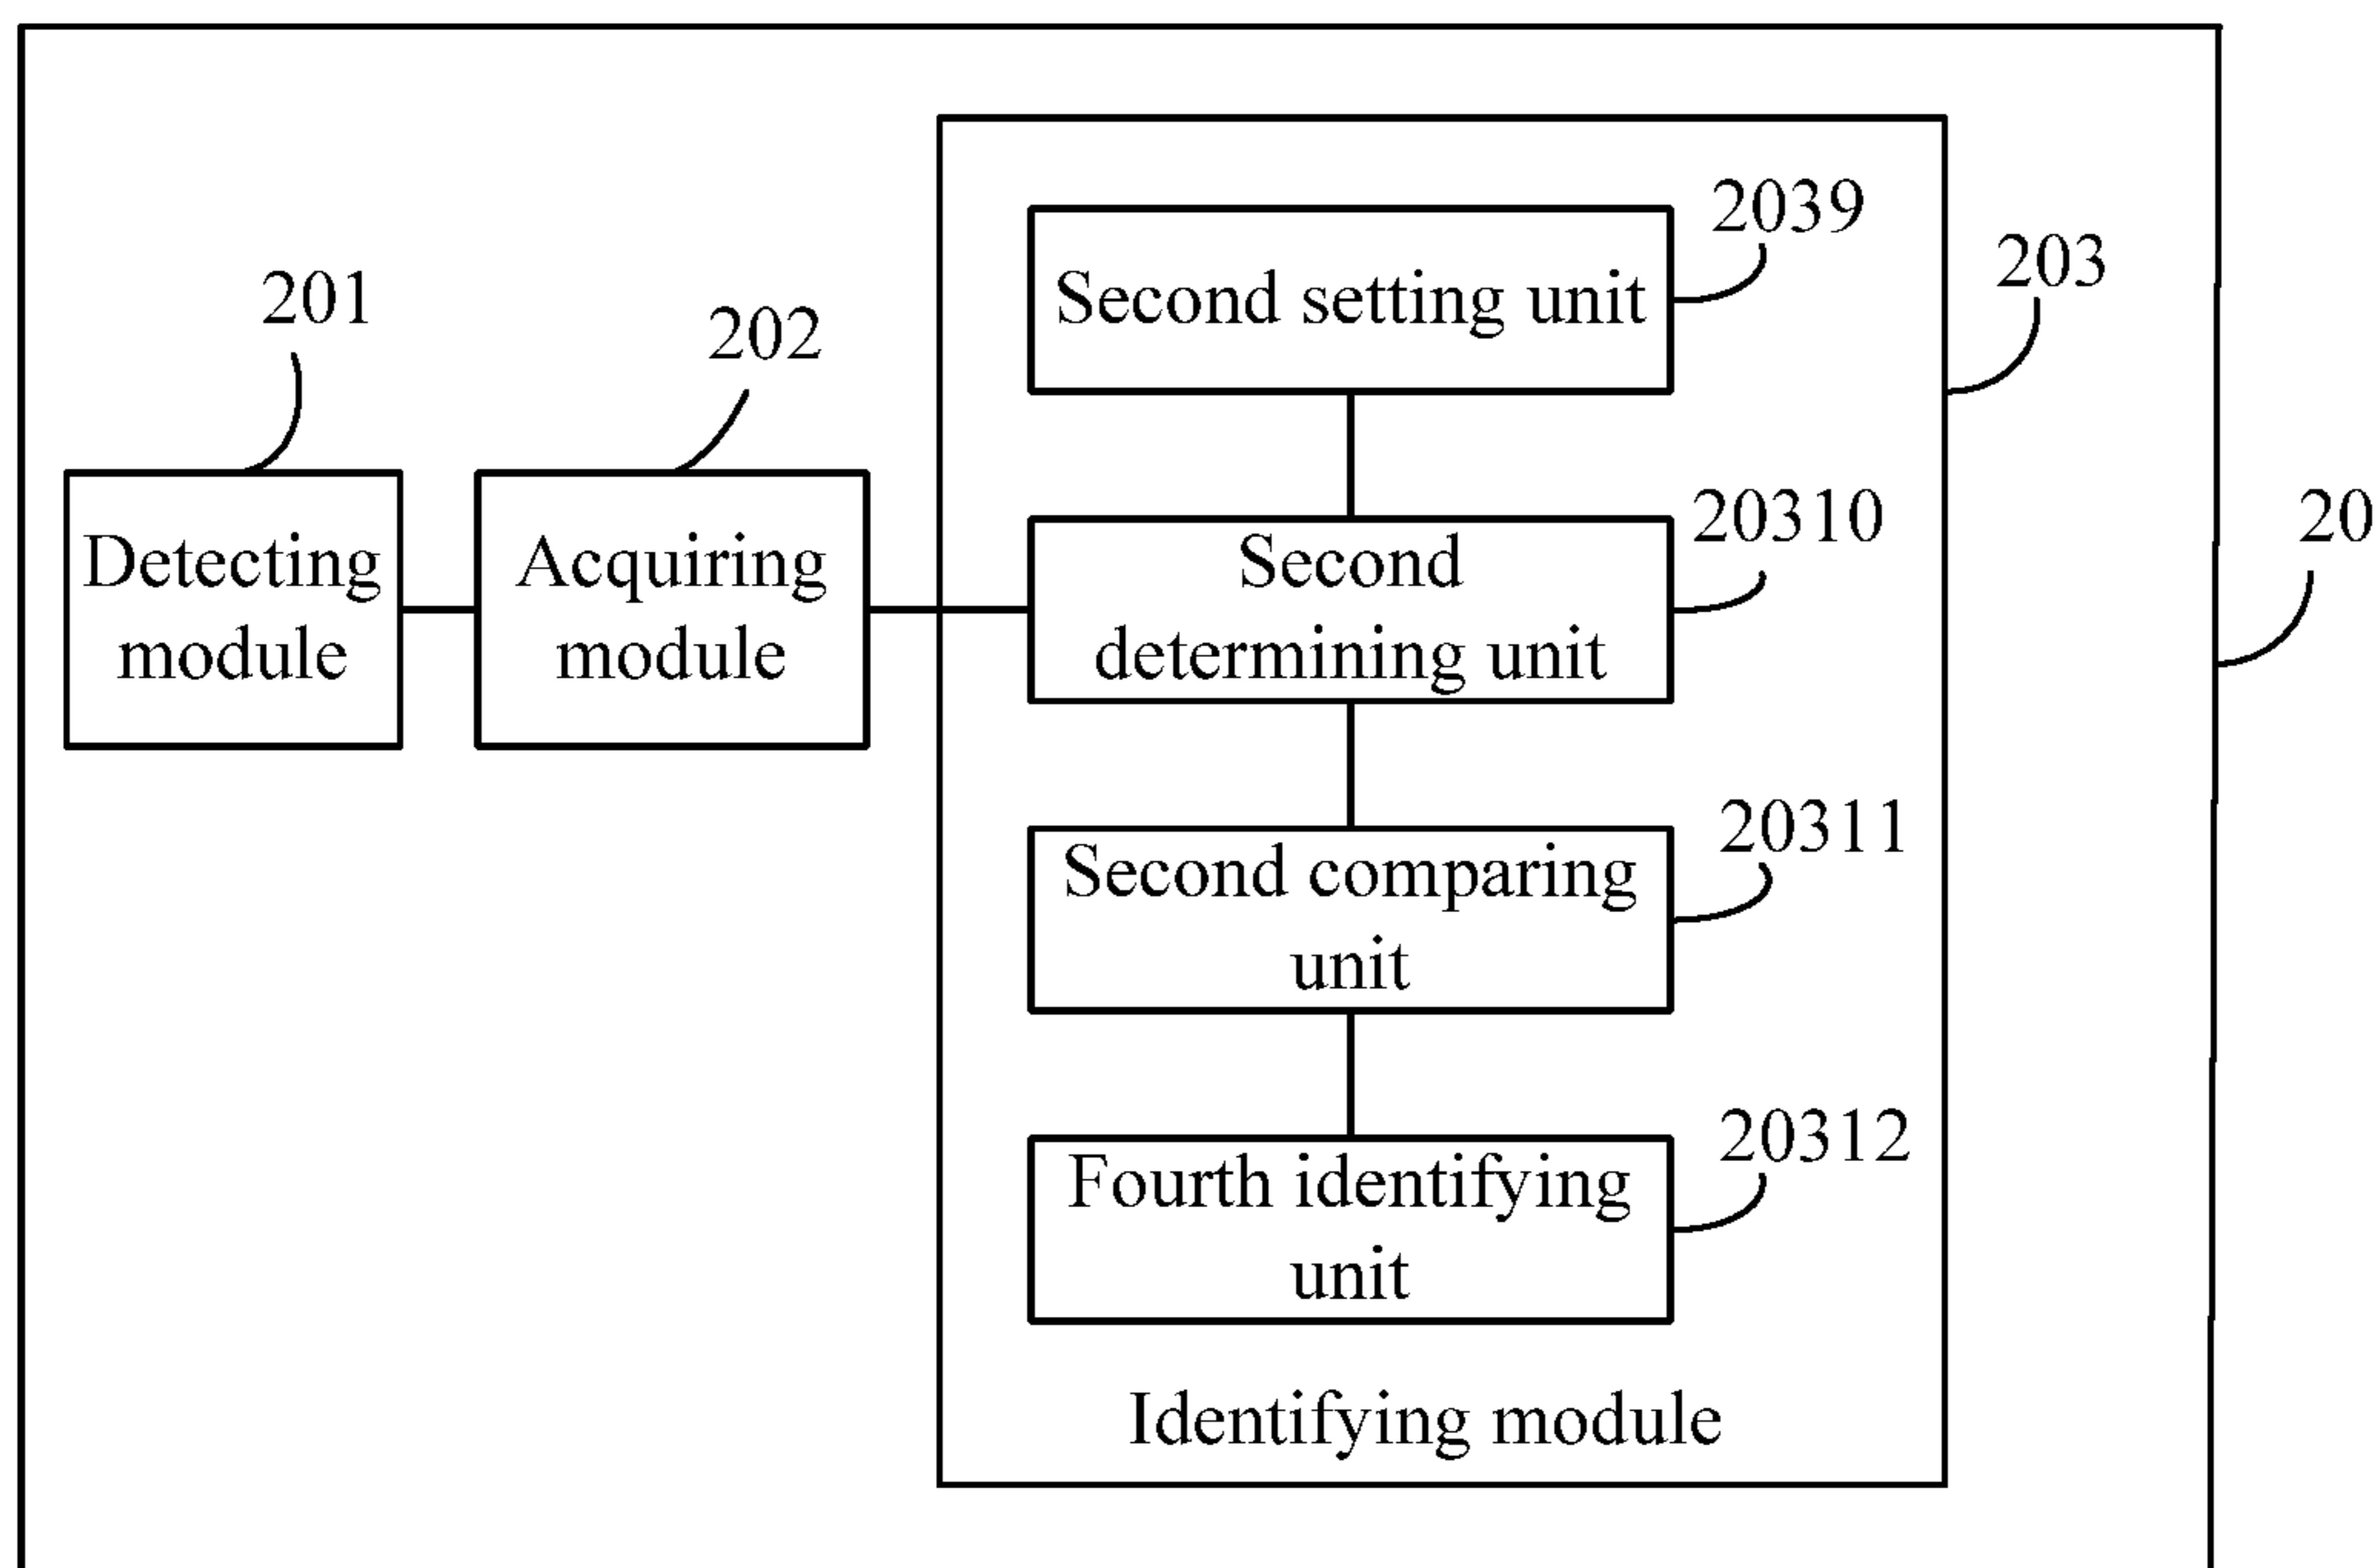 2039
203
201
202
Second setting unit
20310
20
Detecting
module
Acquiring
module
Second
determining unit
20311
Second comparing
unit
20312
Fourth identifying
unit
Identifying module